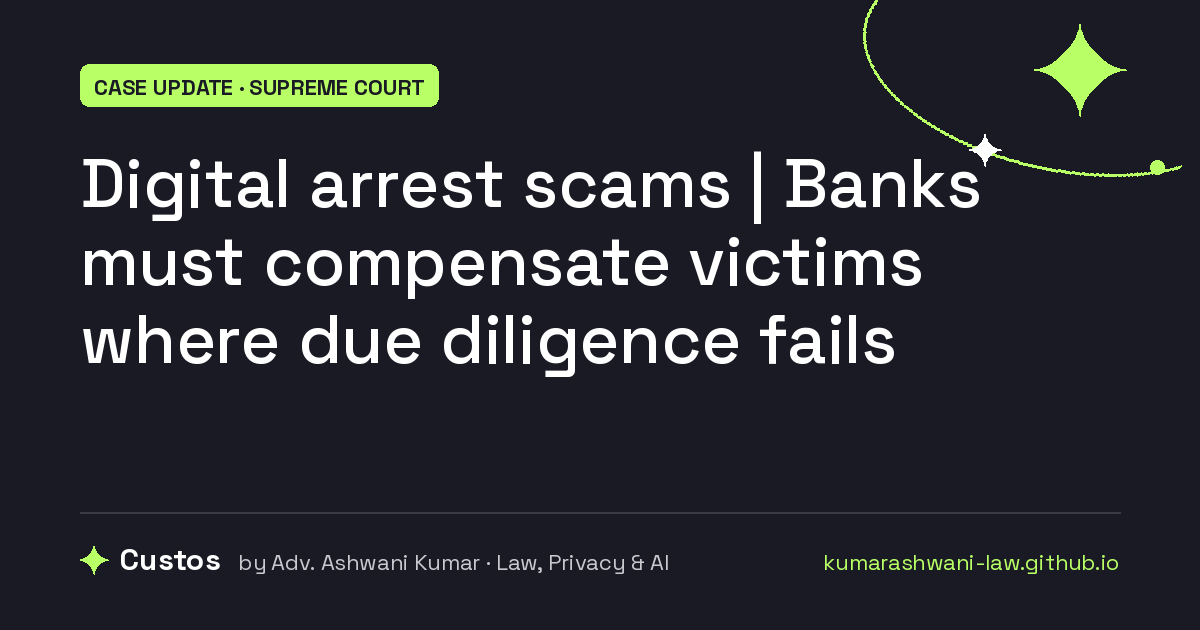 CASE UPDATE · SUPREME COURT
Digital arrest scams | Banks
must compensate victims
where due diligence fails
Custos by Adv. Ashwani Kumar · Law, Privacy & AI kumarashwani-law.github.io